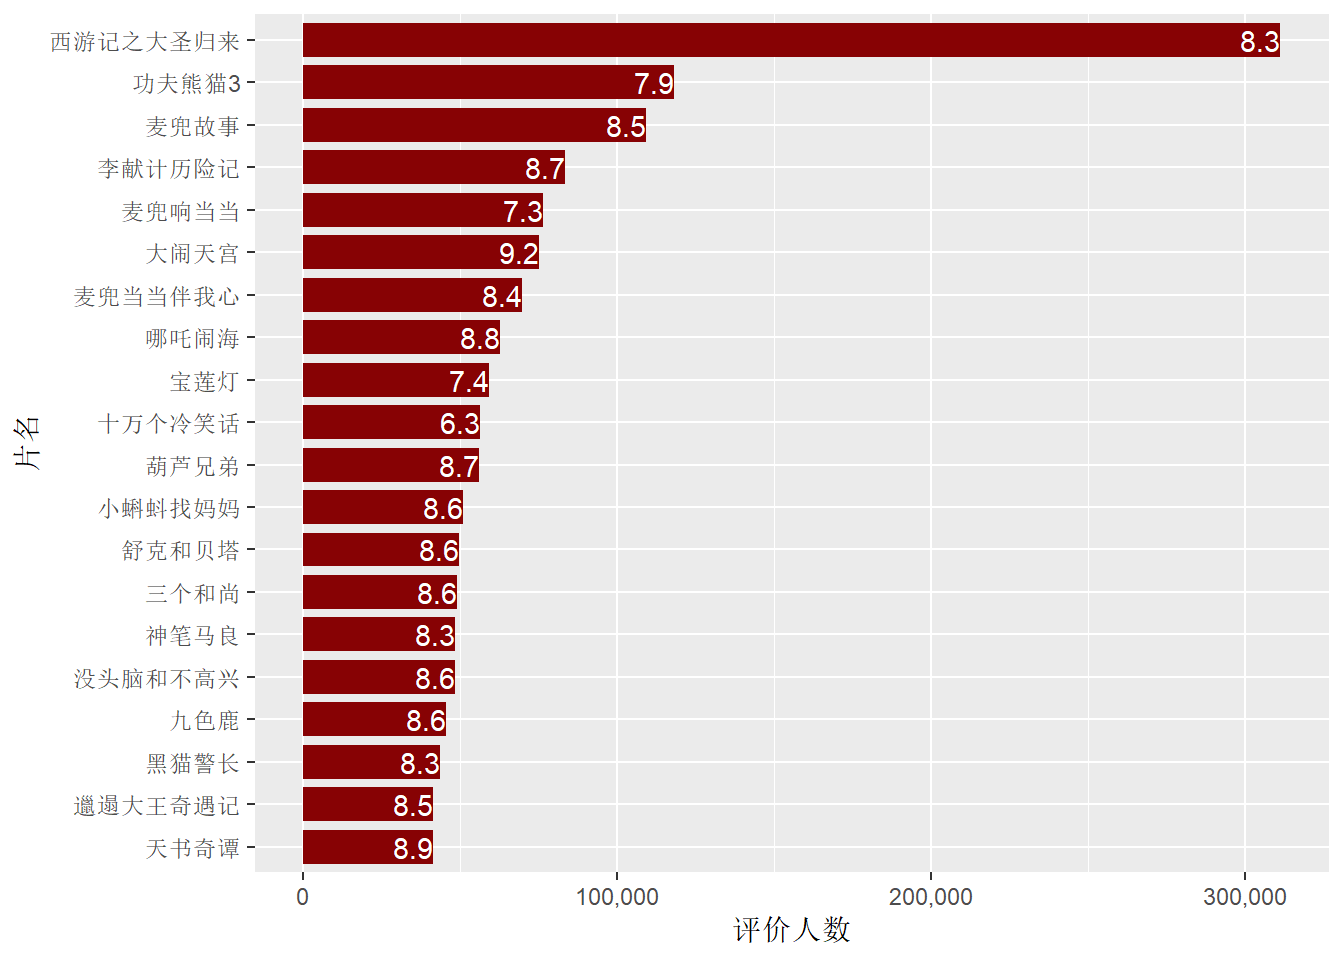 西游记之大圣归来 8.3
功夫熊猫3 7.9
麦兜故事 8.5
李献计历险记 8.7
麦兜响当当 7.3
大闹天宫 9.2
麦兜当当伴我心 8.4
哪吒闹海 8.8
宝莲灯 7.4
十万个冷笑话 6.3
葫芦兄弟 8.7
小蝌蚪找妈妈 8.6
舒克和贝塔 8.6
三个和尚 8.6
神笔马良 8.3
没头脑和不高兴 8.6
九色鹿 8.6
黑猫警长 8.3
邋遢大王奇遇记 8.5
天书奇谭 8.9
片名
0 100,000 200,000 300,000
评价人数